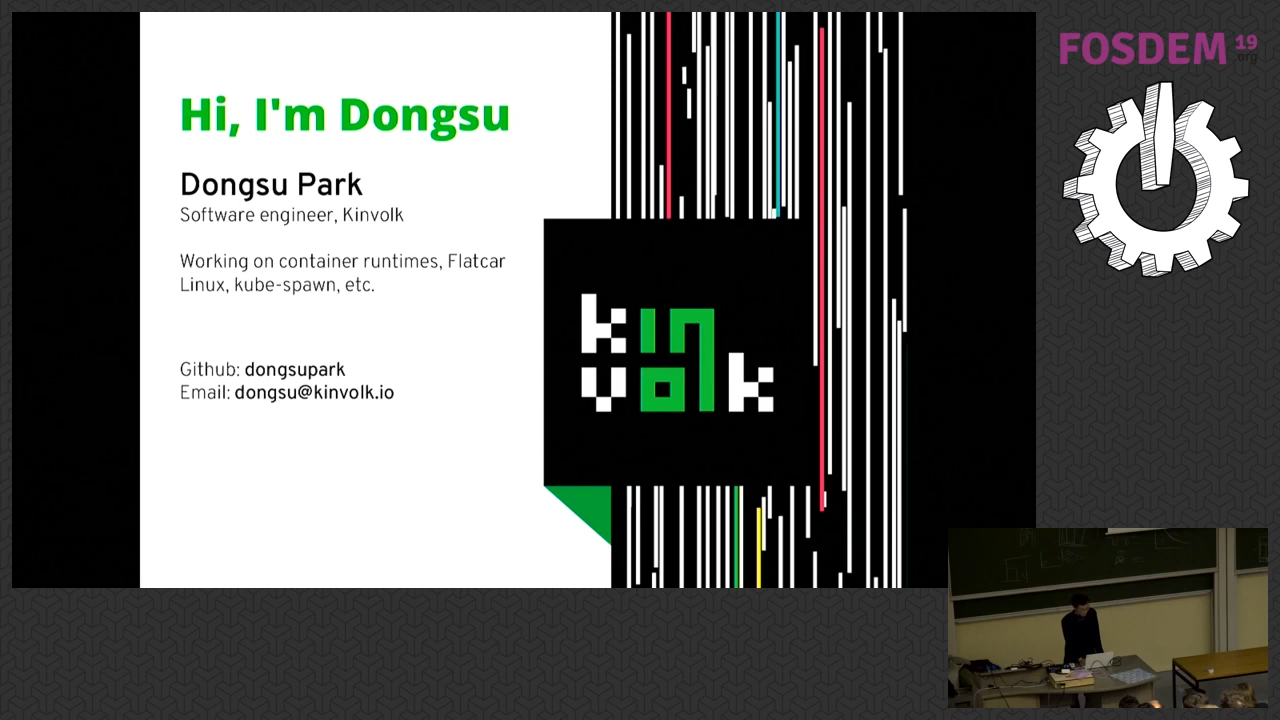 Hi, I'm Dongsu
Dongsu Park
Software engineer, Kinvolk
Working on container runtimes, Flatcar
Linux, kube-spawn, etc.
Github: dongsupark
Email: dongsu@kinvolk.io
kin
volk
FOSDEM 19
.org